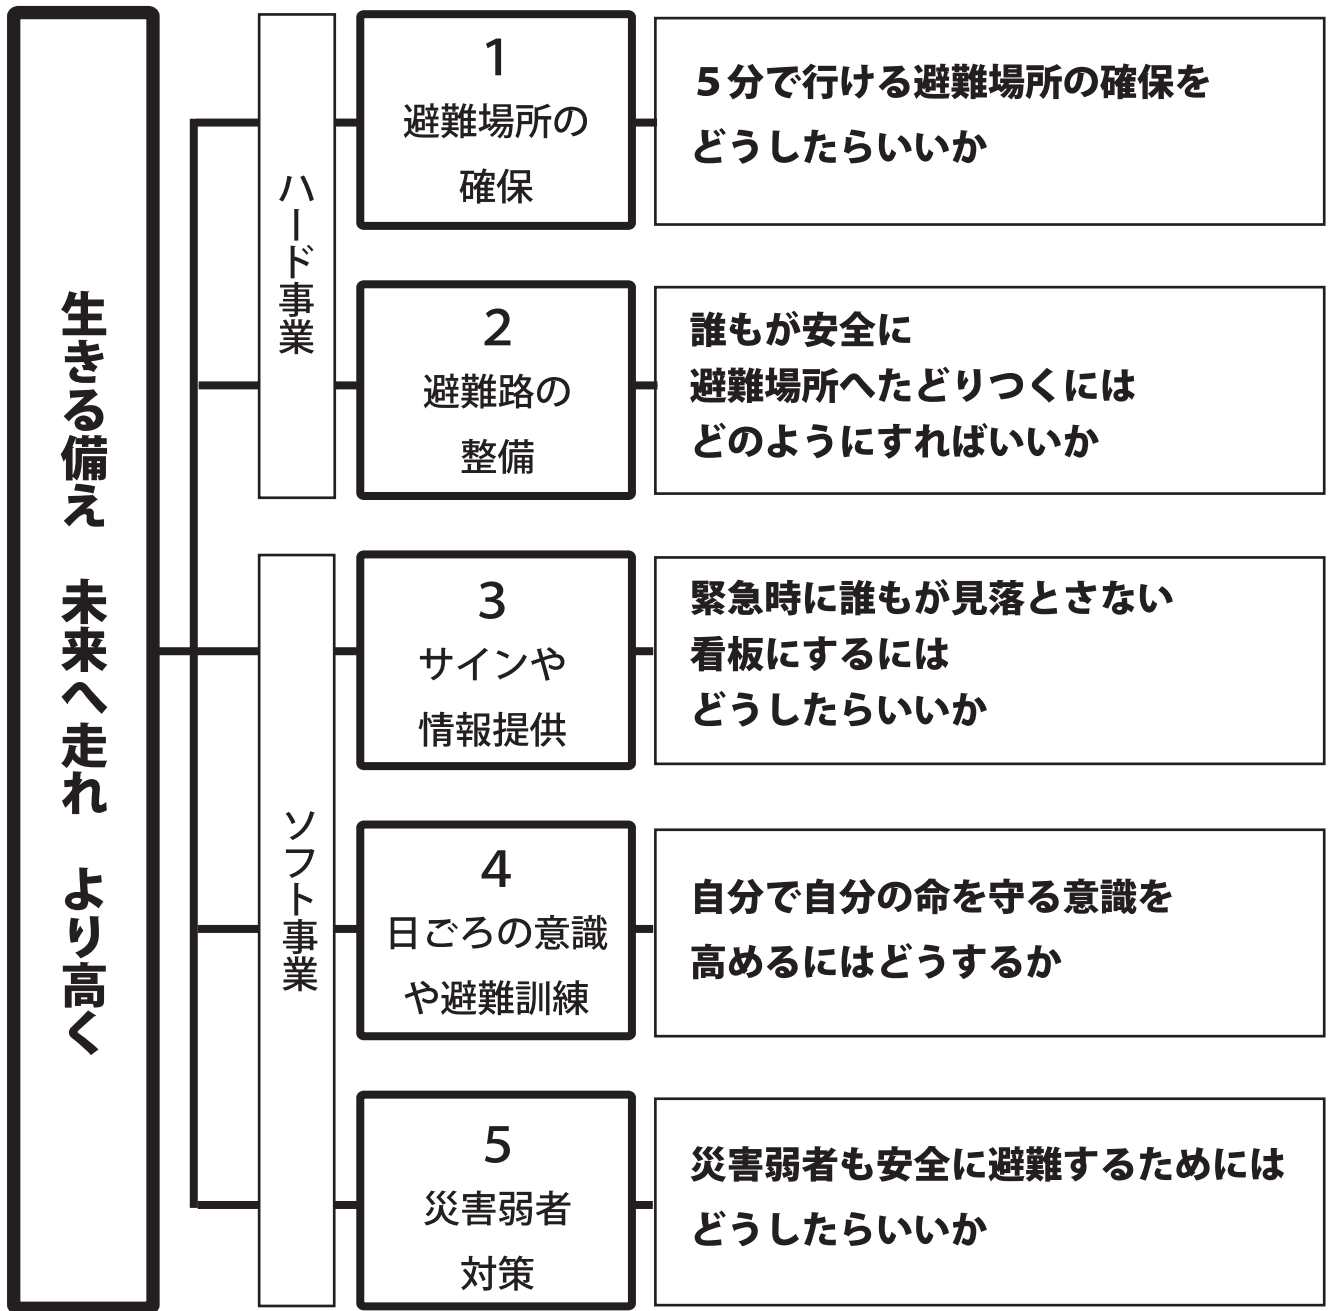 生きる備え　未来へ走れ　より高く
ハード事業
1
避難場所の
確保
５分で行ける避難場所の確保を
どうしたらいいか
2
避難路の
整備
誰もが安全に
避難場所へたどりつくには
どのようにすればいいか
ソフト事業
3
サインや
情報提供
緊急時に誰もが見落とさない
看板にするには
どうしたらいいか
4
日ごろの意識
や避難訓練
自分で自分の命を守る意識を
高めるにはどうするか
5
災害弱者
対策
災害弱者も安全に避難するためには
どうしたらいいか